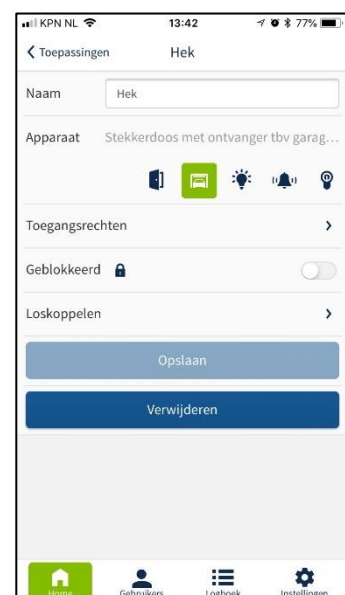 KPN NL 13:42 77%
Toepassingen Hek
Naam Hek
Apparaat Stekkerdoos met ontvanger tbv garag...
Toegangsrechten
Geblokkeerd
Loskoppelen
Opslaan
Verwijderen
Home Gebruikers Logboek Instellingen